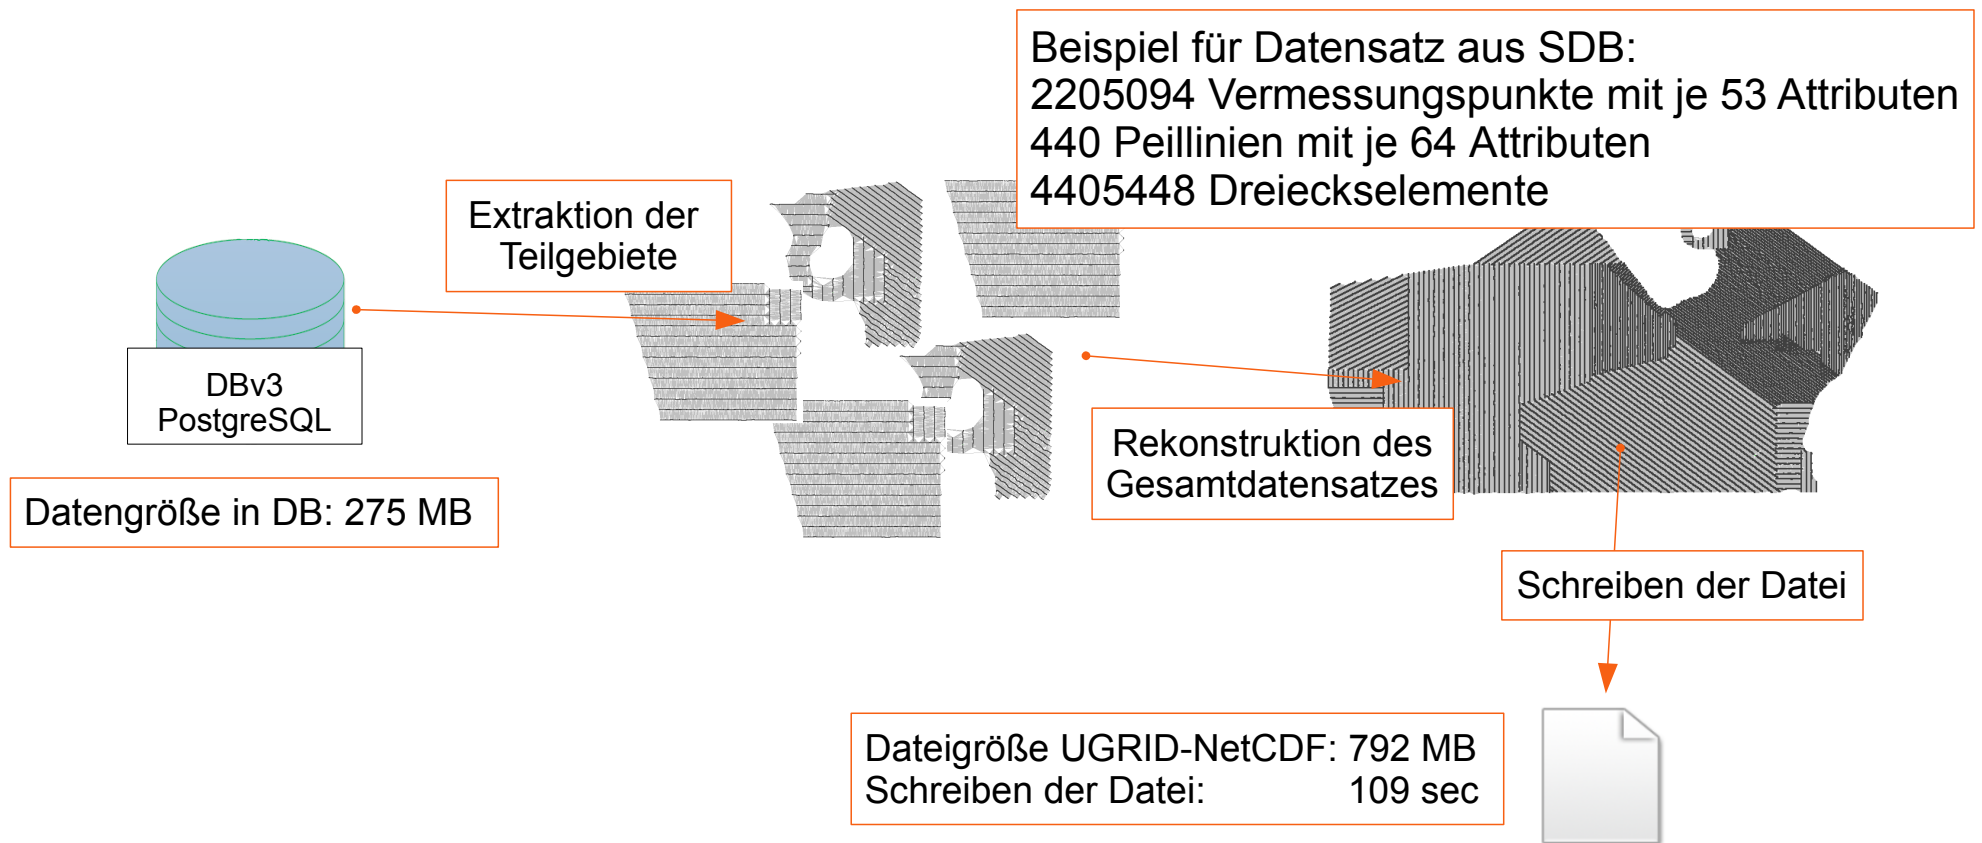 Beispiel für Datensatz aus SDB:
2205094 Vermessungspunkte mit je 53 Attributen
440 Peillinien mit je 64 Attributen
4405448 Dreieckselemente
Extraktion der
Teilgebiete
DBv3
PostgreSQL
Datengröße in DB: 275 MB
Rekonstruktion des
Gesamtdatensatzes
Schreiben der Datei
Dateigröße UGRID-NetCDF: 792 MB
Schreiben der Datei: 109 sec